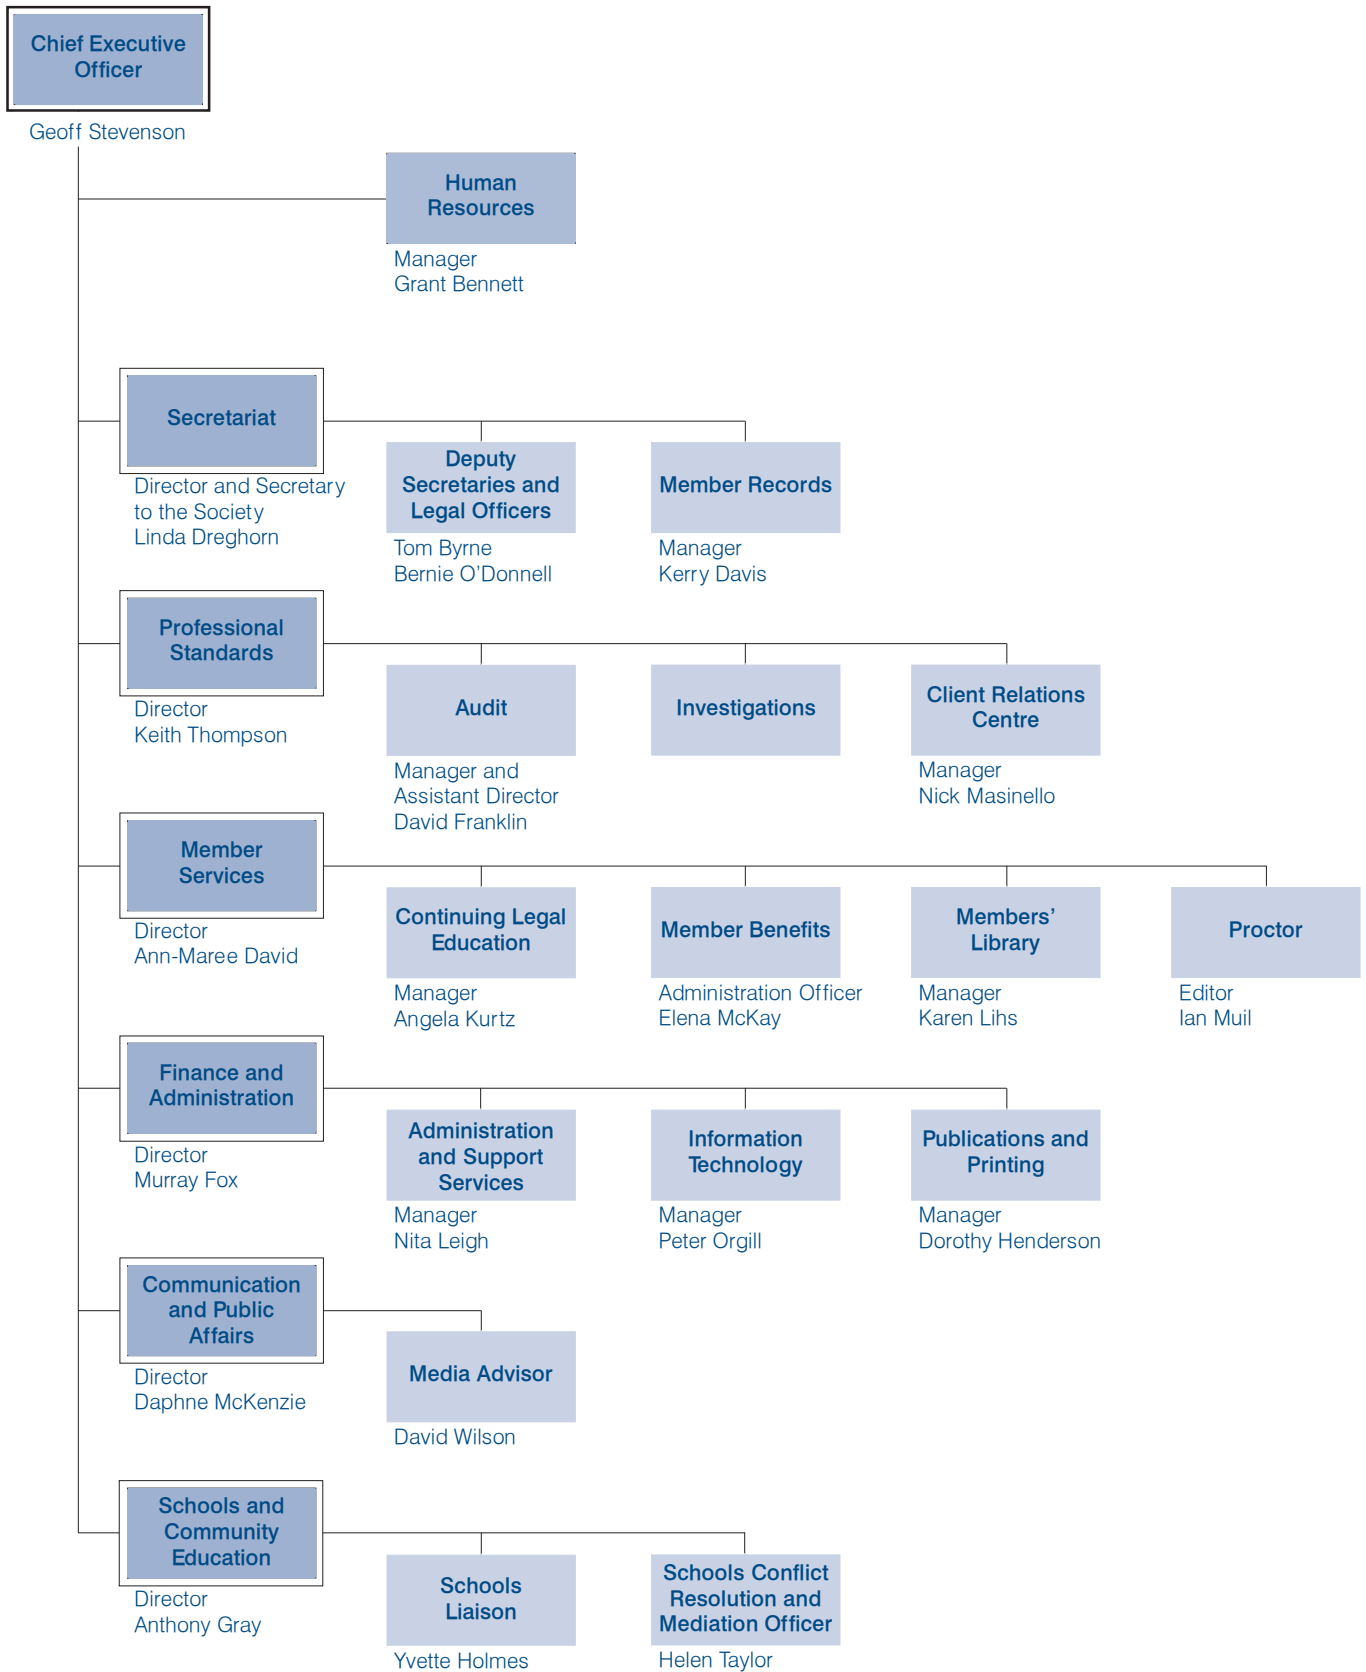 Chief Executive
Officer
Geoff Stevenson
Human
Resources
Manager
Grant Bennett
Secretariat
Director and Secretary
to the Society
Linda Dreghorn
Deputy
Secretaries and
Legal Officers
Tom Byrne
Bernie O’Donnell
Member Records
Manager
Kerry Davis
Professional
Standards
Director
Keith Thompson
Audit
Manager and
Assistant Director
David Franklin
Investigations
Client Relations
Centre
Manager
Nick Masinello
Member
Services
Director
Ann-Maree David
Continuing Legal
Education
Manager
Angela Kurtz
Member Benefits
Administration Officer
Elena McKay
Members’
Library
Manager
Karen Lihs
Proctor
Editor
Ian Muil
Finance and
Administration
Director
Murray Fox
Administration
and Support
Services
Manager
Nita Leigh
Information
Technology
Manager
Peter Orgill
Publications and
Printing
Manager
Dorothy Henderson
Communication
and Public
Affairs
Director
Daphne McKenzie
Media Advisor
David Wilson
Schools and
Community
Education
Director
Anthony Gray
Schools
Liaison
Yvette Holmes
Schools Conflict
Resolution and
Mediation Officer
Helen Taylor